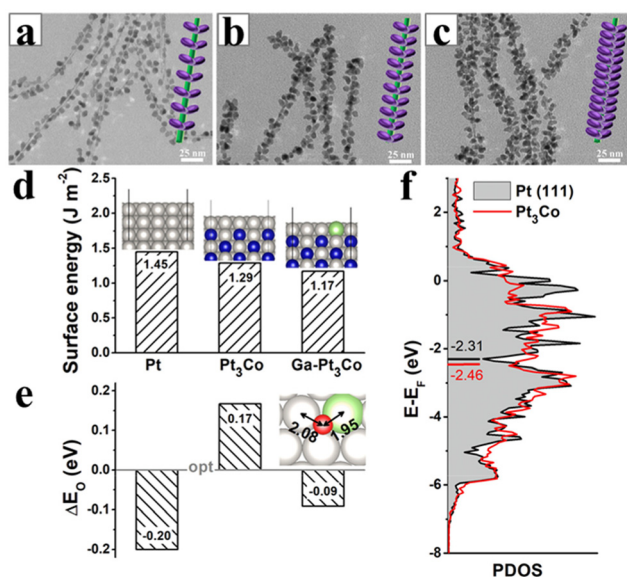 a
25 nm
b
25 nm
c
25 nm
d
Surface energy (J m⁻²)
2.5
2.0
1.5
1.0
0.5
0.0
1.45
1.29
1.17
Pt
Pt₃Co
Ga-Pt₃Co
e
ΔE_O (eV)
0.2
0.1
0.0
-0.1
-0.2
opt
-0.20
0.17
-0.09
2.08
1.95
f
Pt (111)
Pt₃Co
E-E_F (eV)
2
0
-2
-4
-6
-8
-2.31
-2.46
PDOS